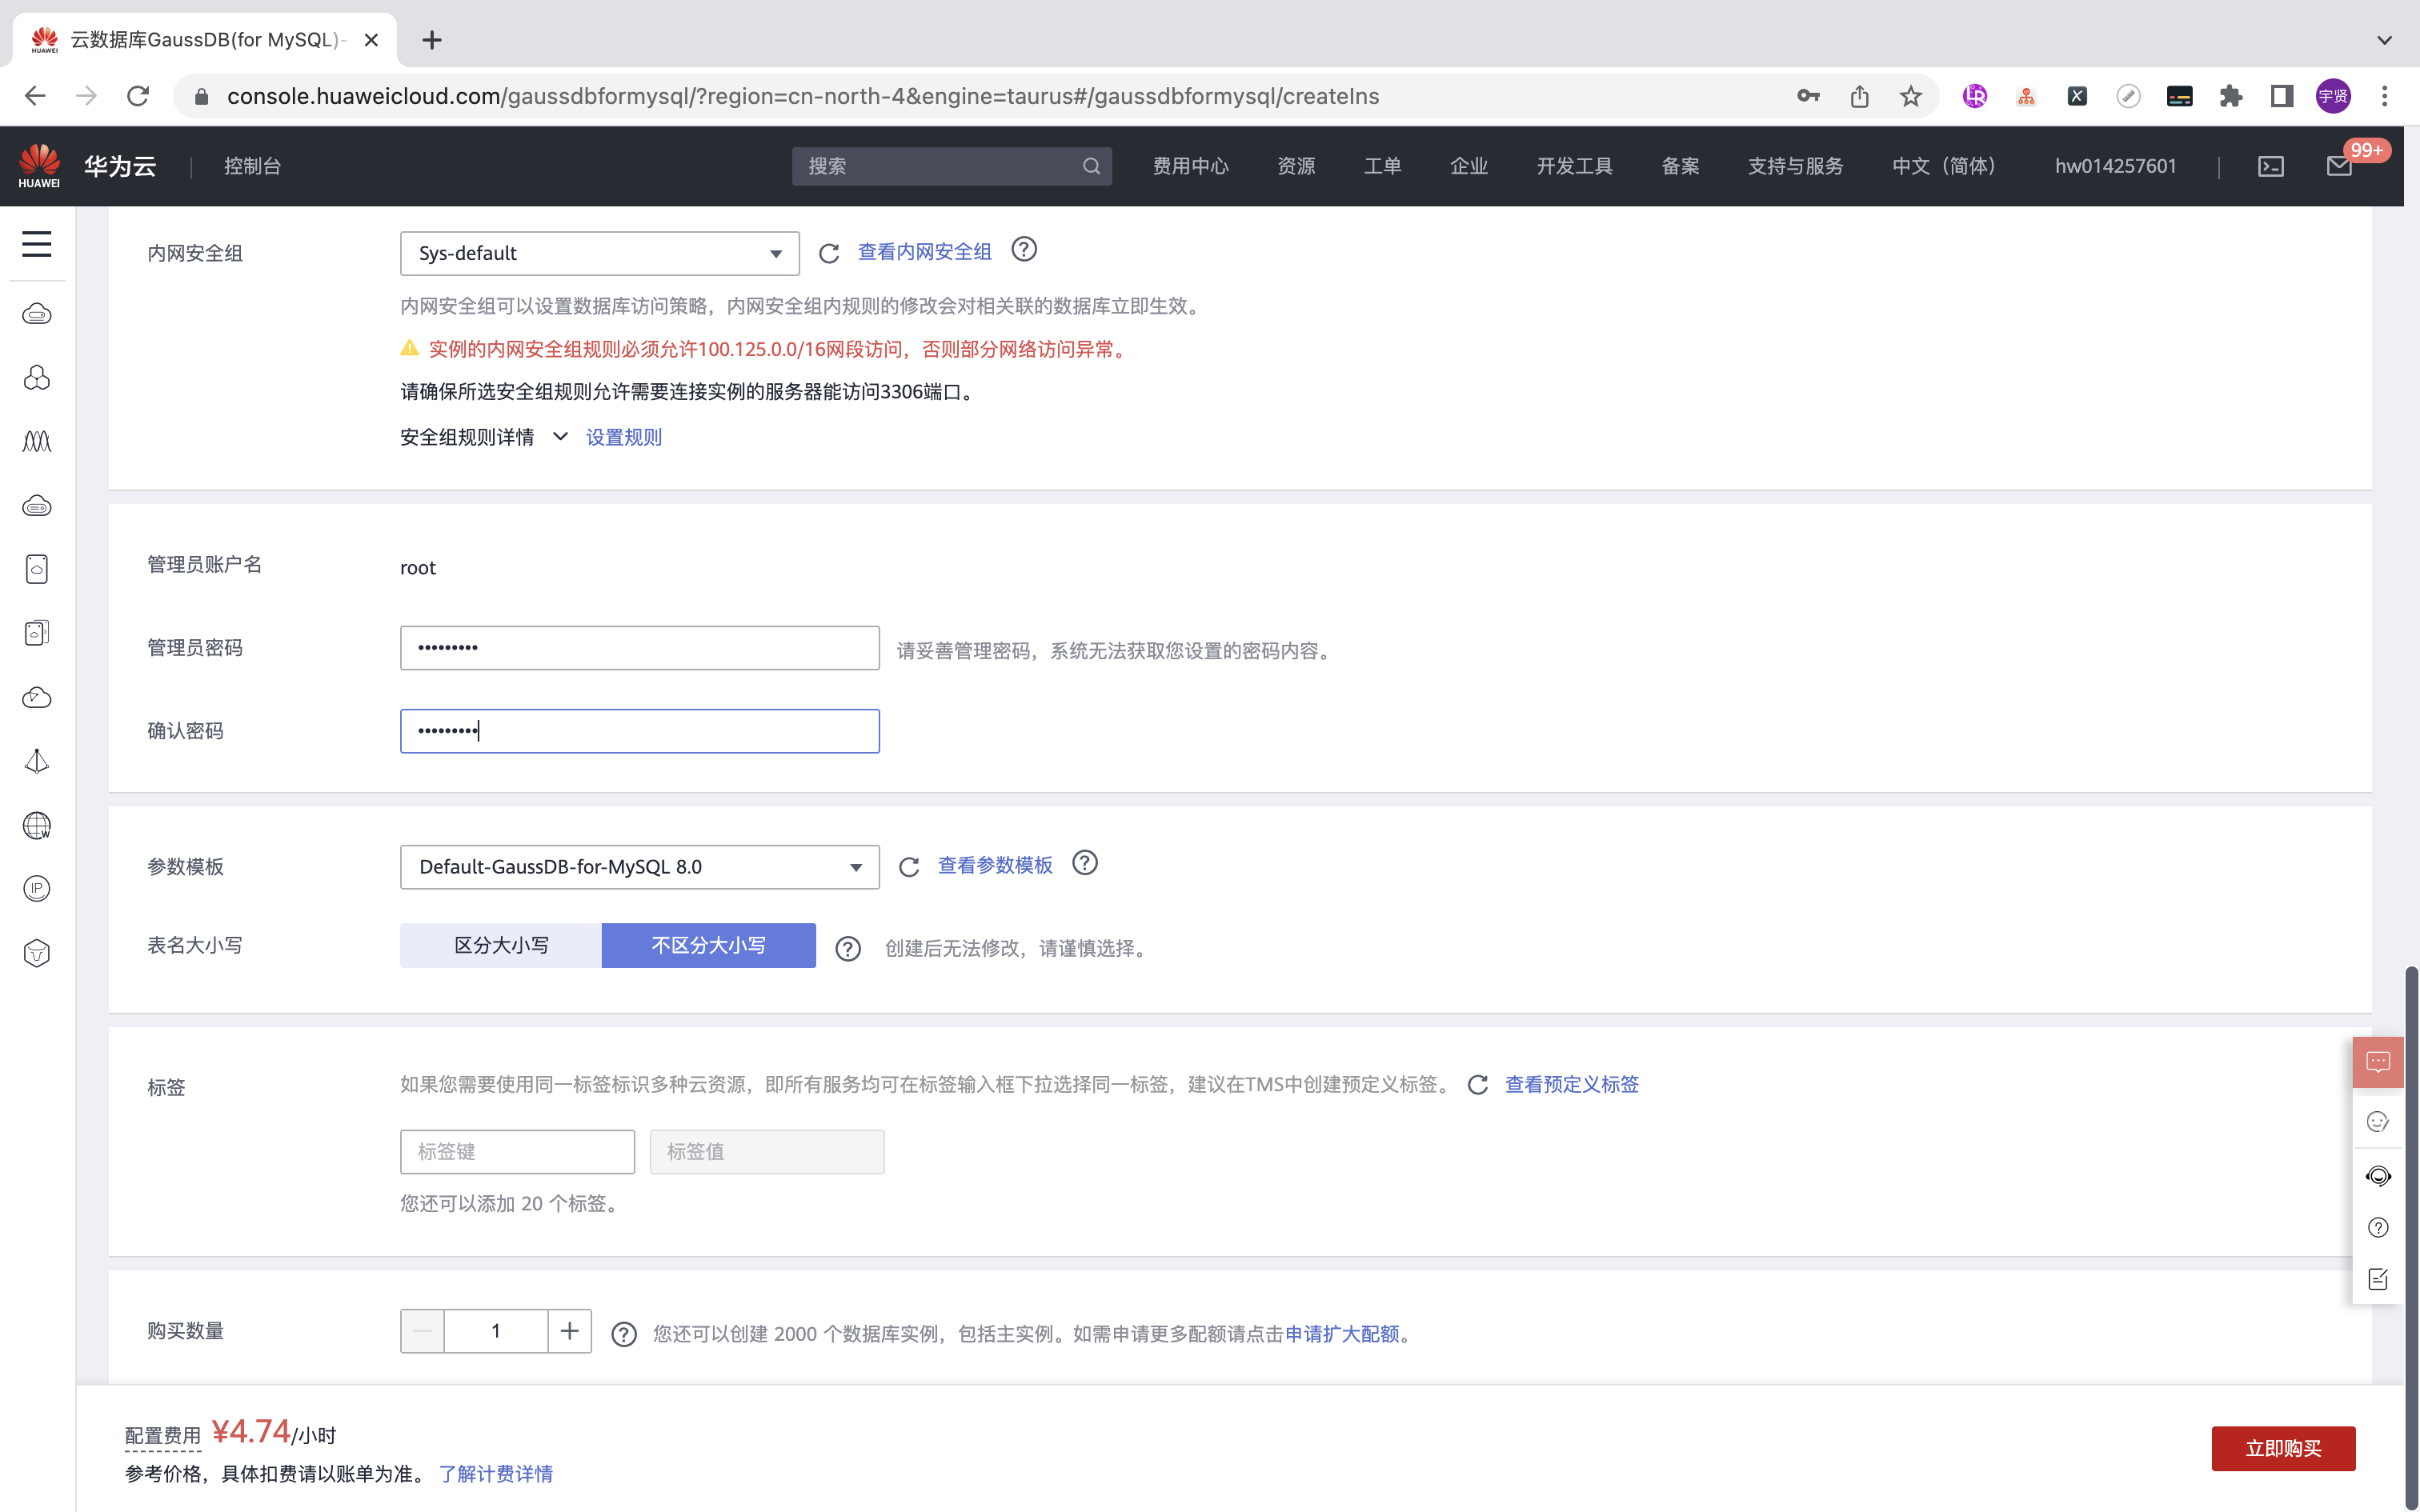 云数据库GaussDB(for MySQL)-
console.huaweicloud.com/gaussdbformysql/?region=cn-north-4&engine=taurus#/gaussdbformysql/createIns
宇贤
HUAWEI
华为云
控制台
搜索
费用中心
资源
工单
企业
开发工具
备案
支持与服务
中文（简体）
hw014257601
99+
内网安全组
Sys-default
查看内网安全组
内网安全组可以设置数据库访问策略，内网安全组内规则的修改会对相关联的数据库立即生效。
实例的内网安全组规则必须允许100.125.0.0/16网段访问，否则部分网络访问异常。
请确保所选安全组规则允许需要连接实例的服务器能访问3306端口。
安全组规则详情
设置规则
管理员账户名
root
管理员密码
•••••••••
请妥善管理密码，系统无法获取您设置的密码内容。
确认密码
•••••••••
参数模板
Default-GaussDB-for-MySQL 8.0
查看参数模板
表名大小写
区分大小写
不区分大小写
创建后无法修改，请谨慎选择。
标签
如果您需要使用同一标签标识多种云资源，即所有服务均可在标签输入框下拉选择同一标签，建议在TMS中创建预定义标签。
查看预定义标签
标签键
标签值
您还可以添加 20 个标签。
购买数量
1
您还可以创建 2000 个数据库实例，包括主实例。如需申请更多配额请点击申请扩大配额。
配置费用 ¥4.74/小时
参考价格，具体扣费请以账单为准。 了解计费详情
立即购买